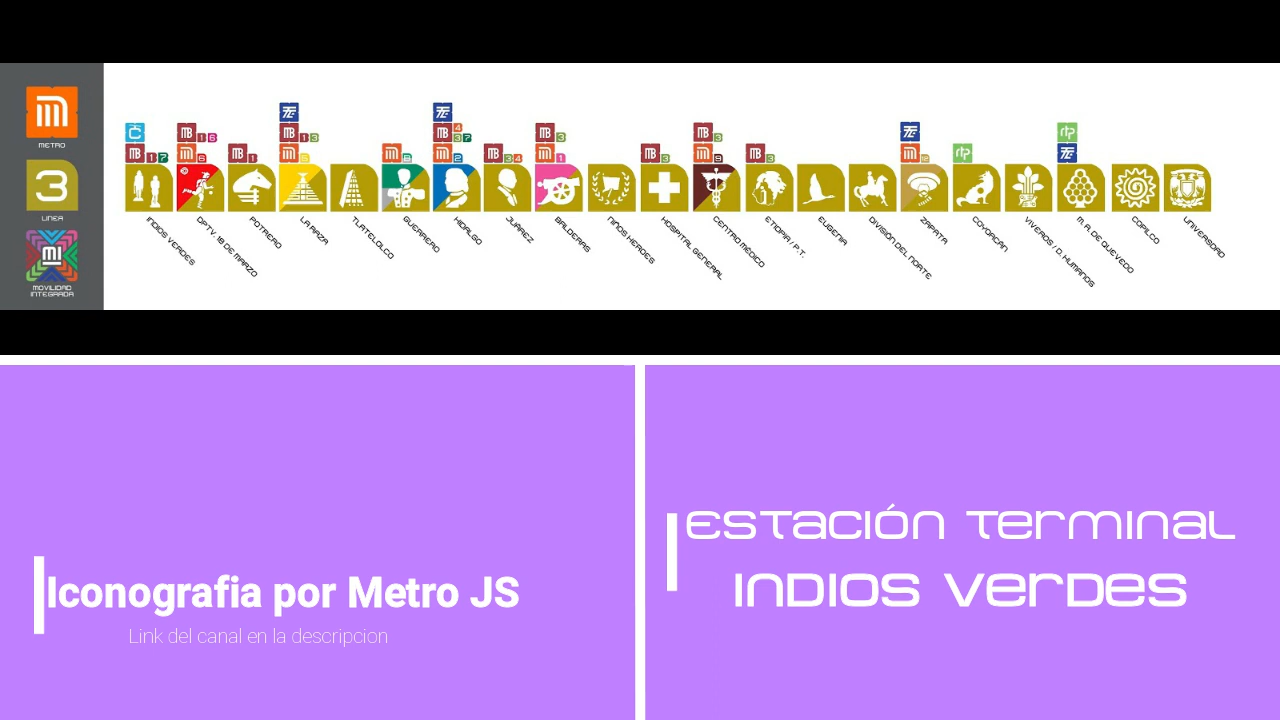 METRO
3
LINEA
MI
MOVILIDAD
INTEGRADA
INDIOS VERDES
DPTV. 18 DE MARZO
POTRERO
LA RAZA
TLATELOLCO
GUERRERO
HIDALGO
JUÁREZ
BALDERAS
NIÑOS HEROES
HOSPITAL GENERAL
CENTRO MÉDICO
ETIOPIA / P.T.
EUGENIA
DIVISIÓN DEL NORTE
ZAPATA
COYOACÁN
VIVEROS / D. HUMANOS
M. A. DE QUEVEDO
COPILCO
UNIVERSIDAD
Iconografia por Metro JS
Link del canal en la descripcion
ESTACIÓN TERMINAL
INDIOS VERDES